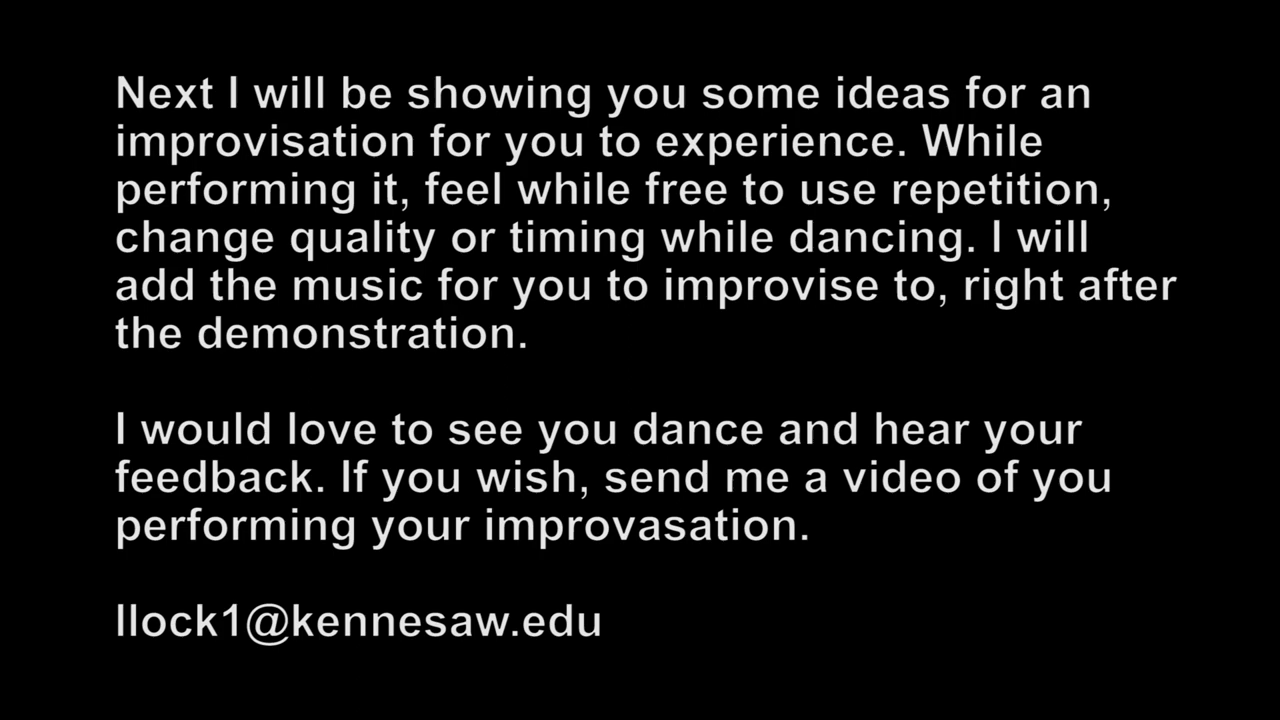 Next I will be showing you some ideas for an
improvisation for you to experience. While
performing it, feel while free to use repetition,
change quality or timing while dancing. I will
add the music for you to improvise to, right after
the demonstration.
I would love to see you dance and hear your
feedback. If you wish, send me a video of you
performing your improvasation.
llock1@kennesaw.edu